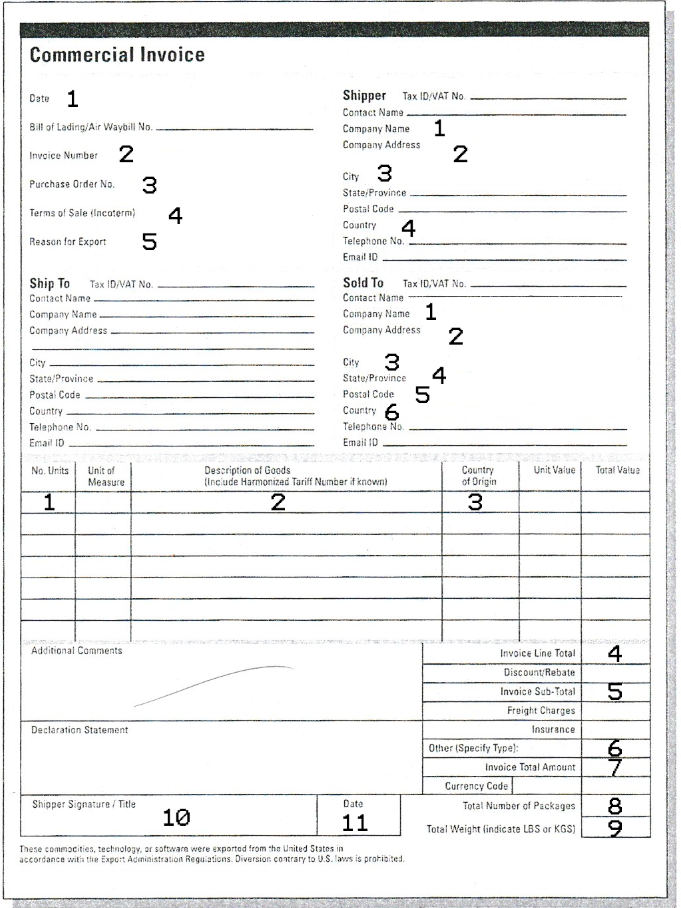 Commercial Invoice
Date 1
Bill of Lading/Air Waybill No.
Invoice Number 2
Purchase Order No. 3
Terms of Sale (Incoterm) 4
Reason for Export 5
Shipper Tax ID/VAT No.
Contact Name
Company Name 1
Company Address 2
City 3
State/Province
Postal Code
Country 4
Telephone No.
Email ID
Ship To Tax ID/VAT No.
Contact Name
Company Name
Company Address
City
State/Province
Postal Code
Country
Telephone No.
Email ID
Sold To Tax ID/VAT No.
Contact Name
Company Name 1
Company Address 2
City 3
State/Province 4
Postal Code 5
Country 6
Telephone No.
Email ID
No. Units
Unit of
Measure
Description of Goods
(Include Harmonized Tariff Number if known)
Country
of Origin
Unit Value
Total Value
1 2 3
Additional Comments
Declaration Statement
Invoice Line Total 4
Discount/Rebate
Invoice Sub-Total 5
Freight Charges
Insurance
Other (Specify Type): 6
Invoice Total Amount 7
Currency Code
Shipper Signature / Title 10
Date 11
Total Number of Packages 8
Total Weight (indicate LBS or KGS) 9
These commodities, technology, or software were exported from the United States in
accordance with the Export Administration Regulations. Diversion contrary to U.S. laws is prohibited.